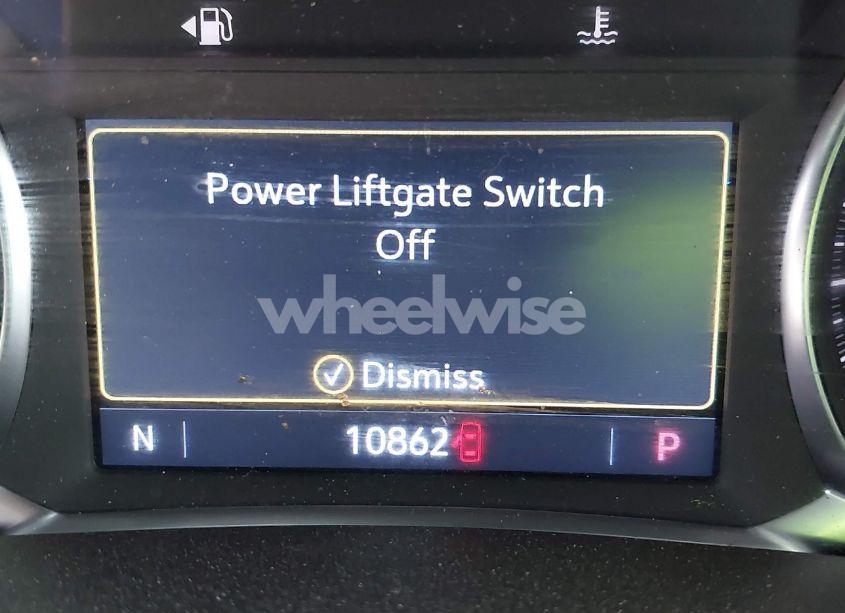 Power Liftgate Switch
Off
wheelwise
Dismiss
N 10862 P